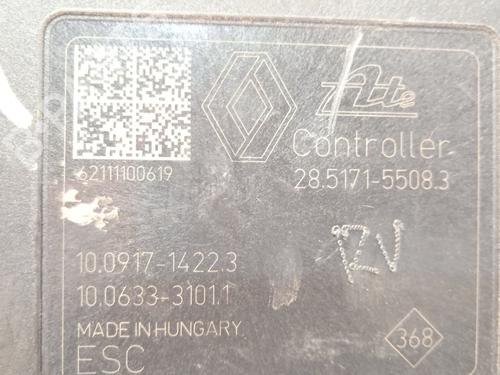 Ate
Controller
62111100619
28.5171-5508.3
10.0917-1422.3
10.0633-3101.1
MADE IN HUNGARY
368
ESC